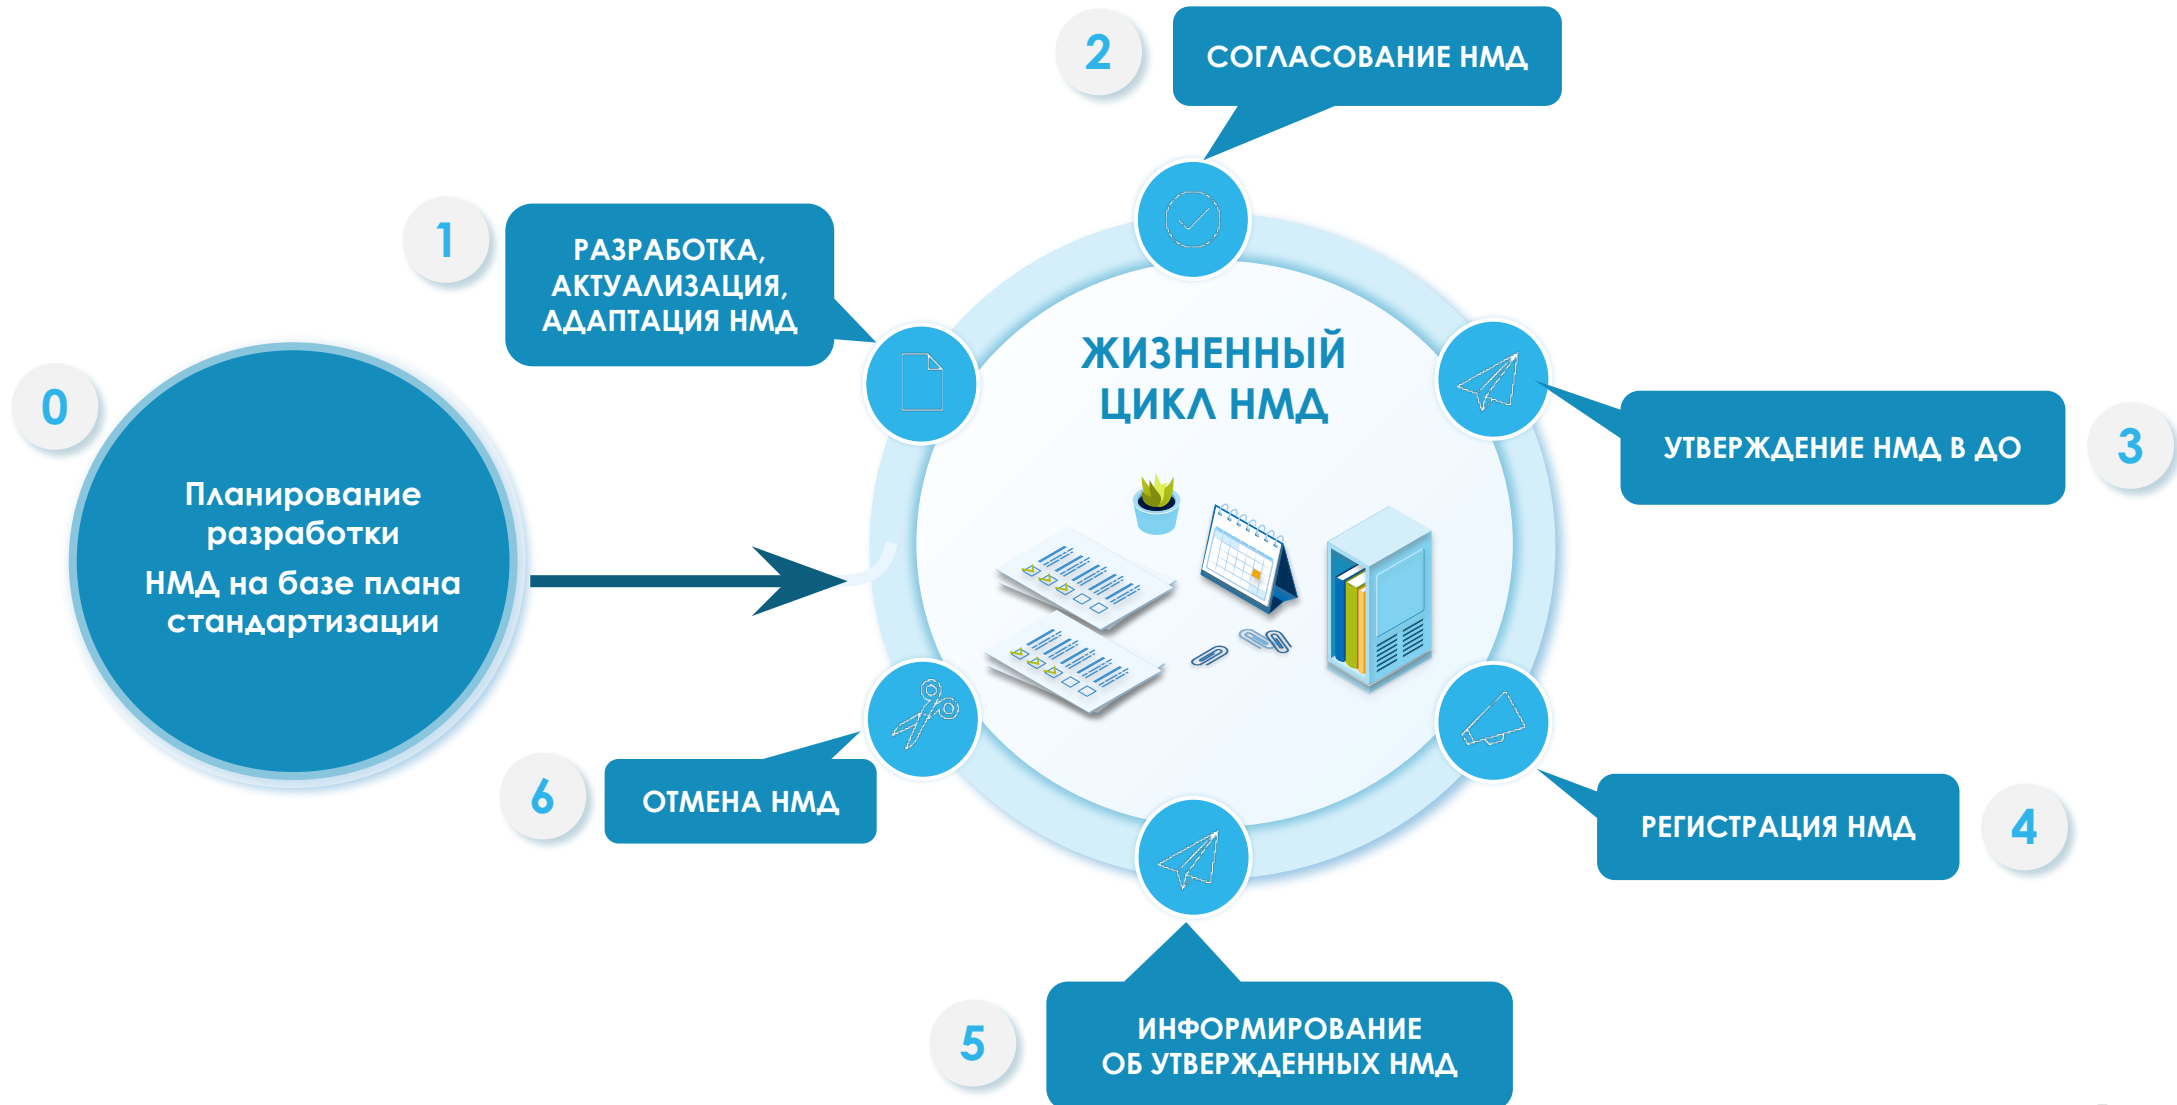 0
Планирование
разработки
НМД на базе плана
стандартизации
1
РАЗРАБОТКА,
АКТУАЛИЗАЦИЯ,
АДАПТАЦИЯ НМД
2
СОГЛАСОВАНИЕ НМД
ЖИЗНЕННЫЙ
ЦИКЛ НМД
УТВЕРЖДЕНИЕ НМД В ДО
3
РЕГИСТРАЦИЯ НМД
4
5
ИНФОРМИРОВАНИЕ
ОБ УТВЕРЖДЕННЫХ НМД
6
ОТМЕНА НМД